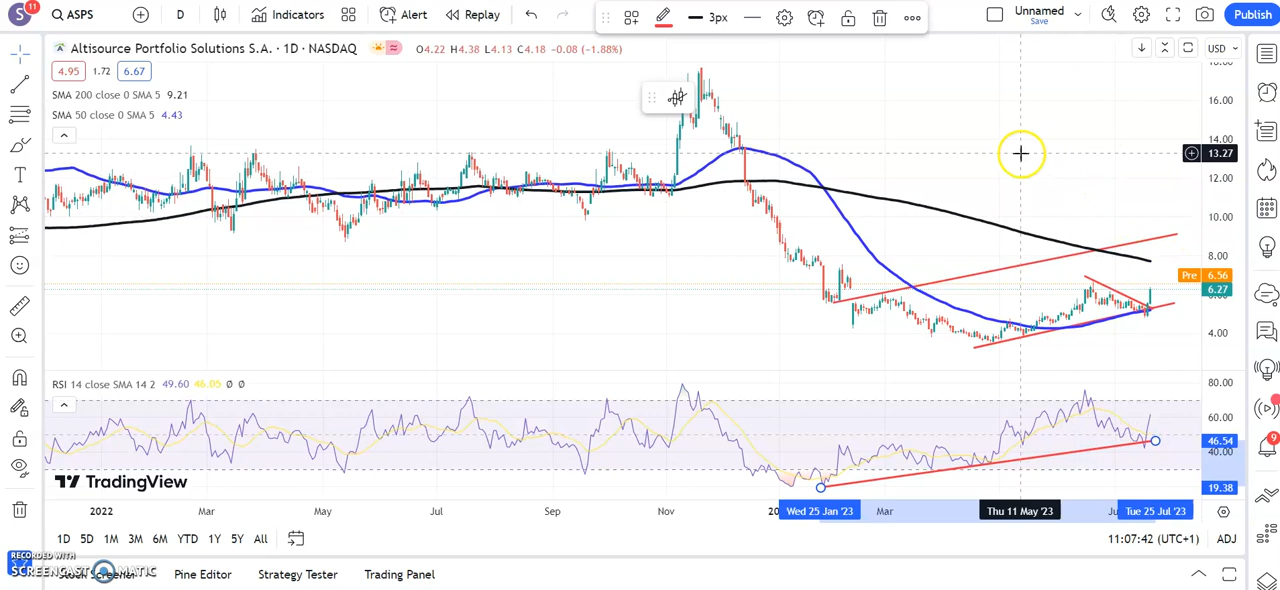 S 11 ASPS D Indicators Alert Replay 3px Unnamed Save Publish
Altisource Portfolio Solutions S.A. · 1D · NASDAQ O4.22 H4.38 L4.13 C4.18 -0.08 (-1.88%) USD
4.95 1.72 6.67
SMA 200 close 0 SMA 5 9.21
SMA 50 close 0 SMA 5 4.43
16.00
14.00
13.27
12.00
10.00
8.00
Pre 6.56
6.27
4.00
RSI 14 close SMA 14 2 49.60 46.05 Ø Ø
80.00
60.00
46.54
40.00
19.38
TradingView
2022 Mar May Jul Sep Nov Wed 25 Jan '23 Mar Thu 11 May '23 Tue 25 Jul '23
1D 5D 1M 3M 6M YTD 1Y 5Y All 11:07:42 (UTC+1) ADJ
9
RECORDED WITH
SCREENCAST MATIC
Pine Editor Strategy Tester Trading Panel